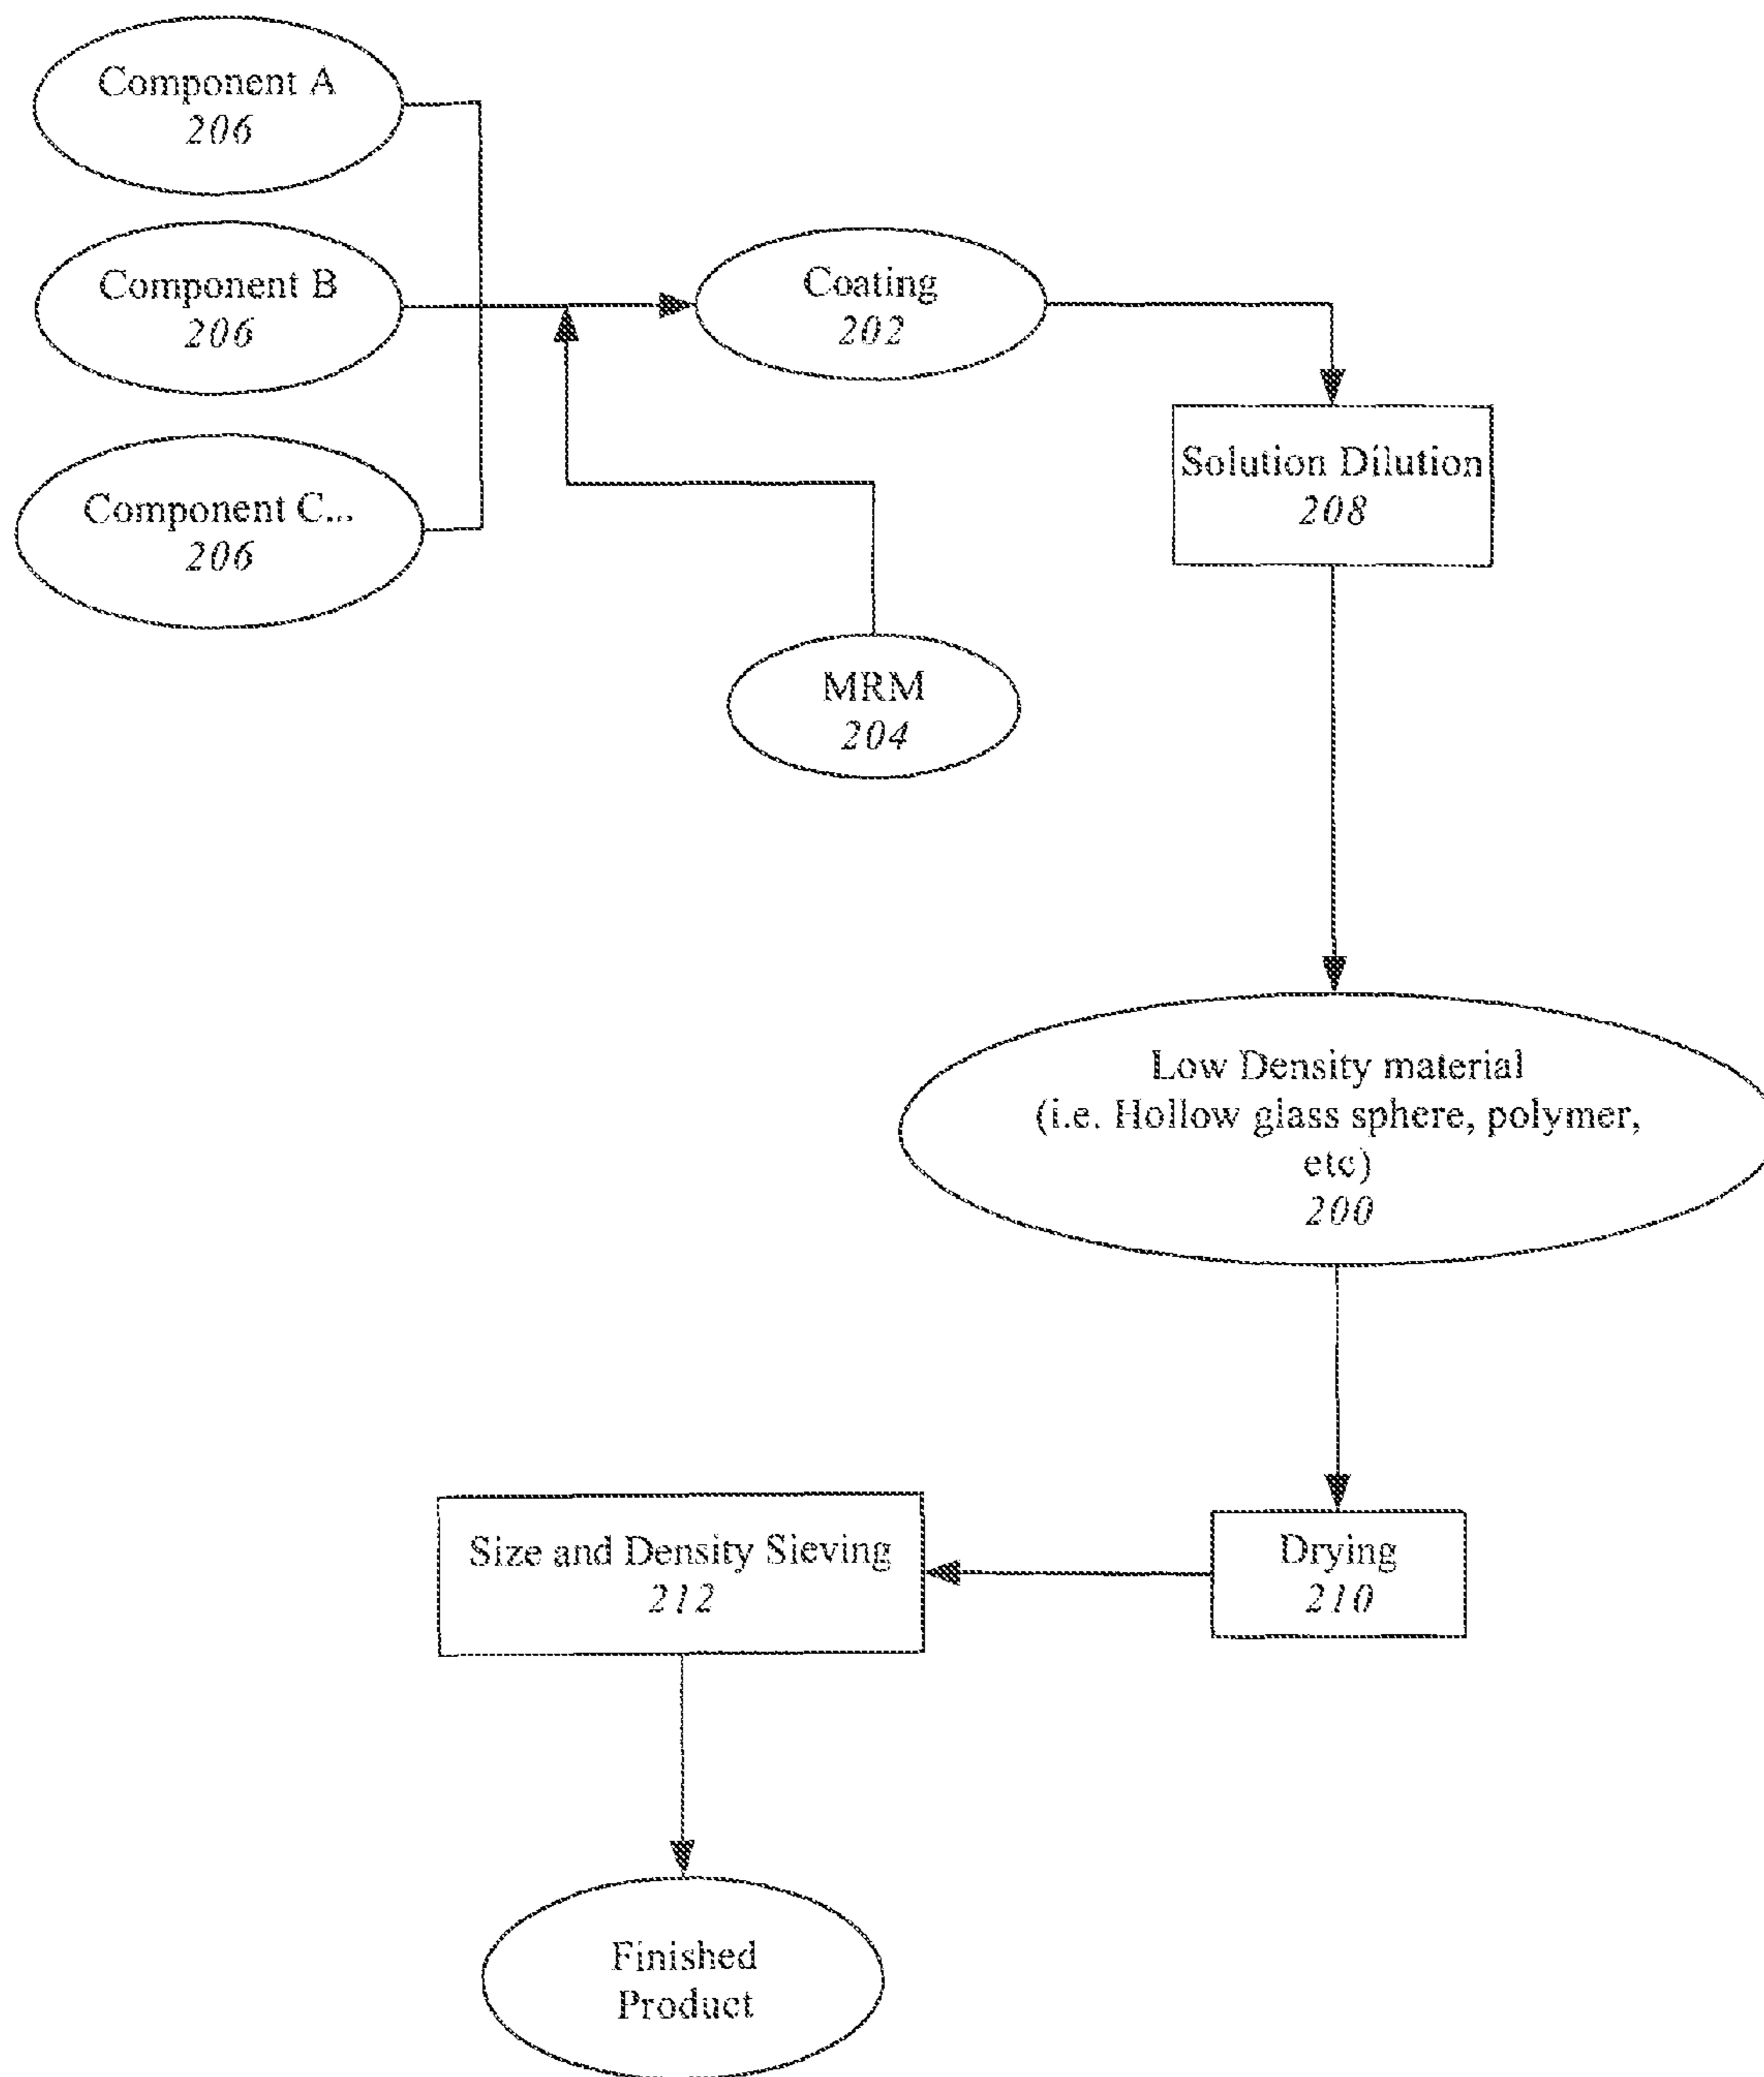 Component A
206
Component B
206
Coating
202
Component C...
206
Solution Dilution
208
MRM
204
Low Density material
(i.e. Hollow glass sphere, polymer,
etc)
200
Size and Density Sieving
212
Drying
210
Finished
Product